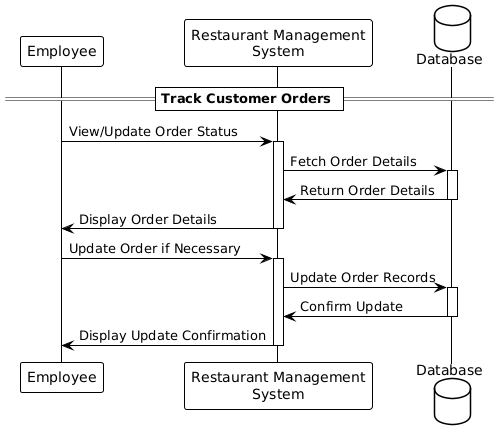 Employee
Restaurant Management
System
Database
Track Customer Orders
View/Update Order Status
Fetch Order Details
Return Order Details
Display Order Details
Update Order if Necessary
Update Order Records
Confirm Update
Display Update Confirmation
Employee
Restaurant Management
System
Database